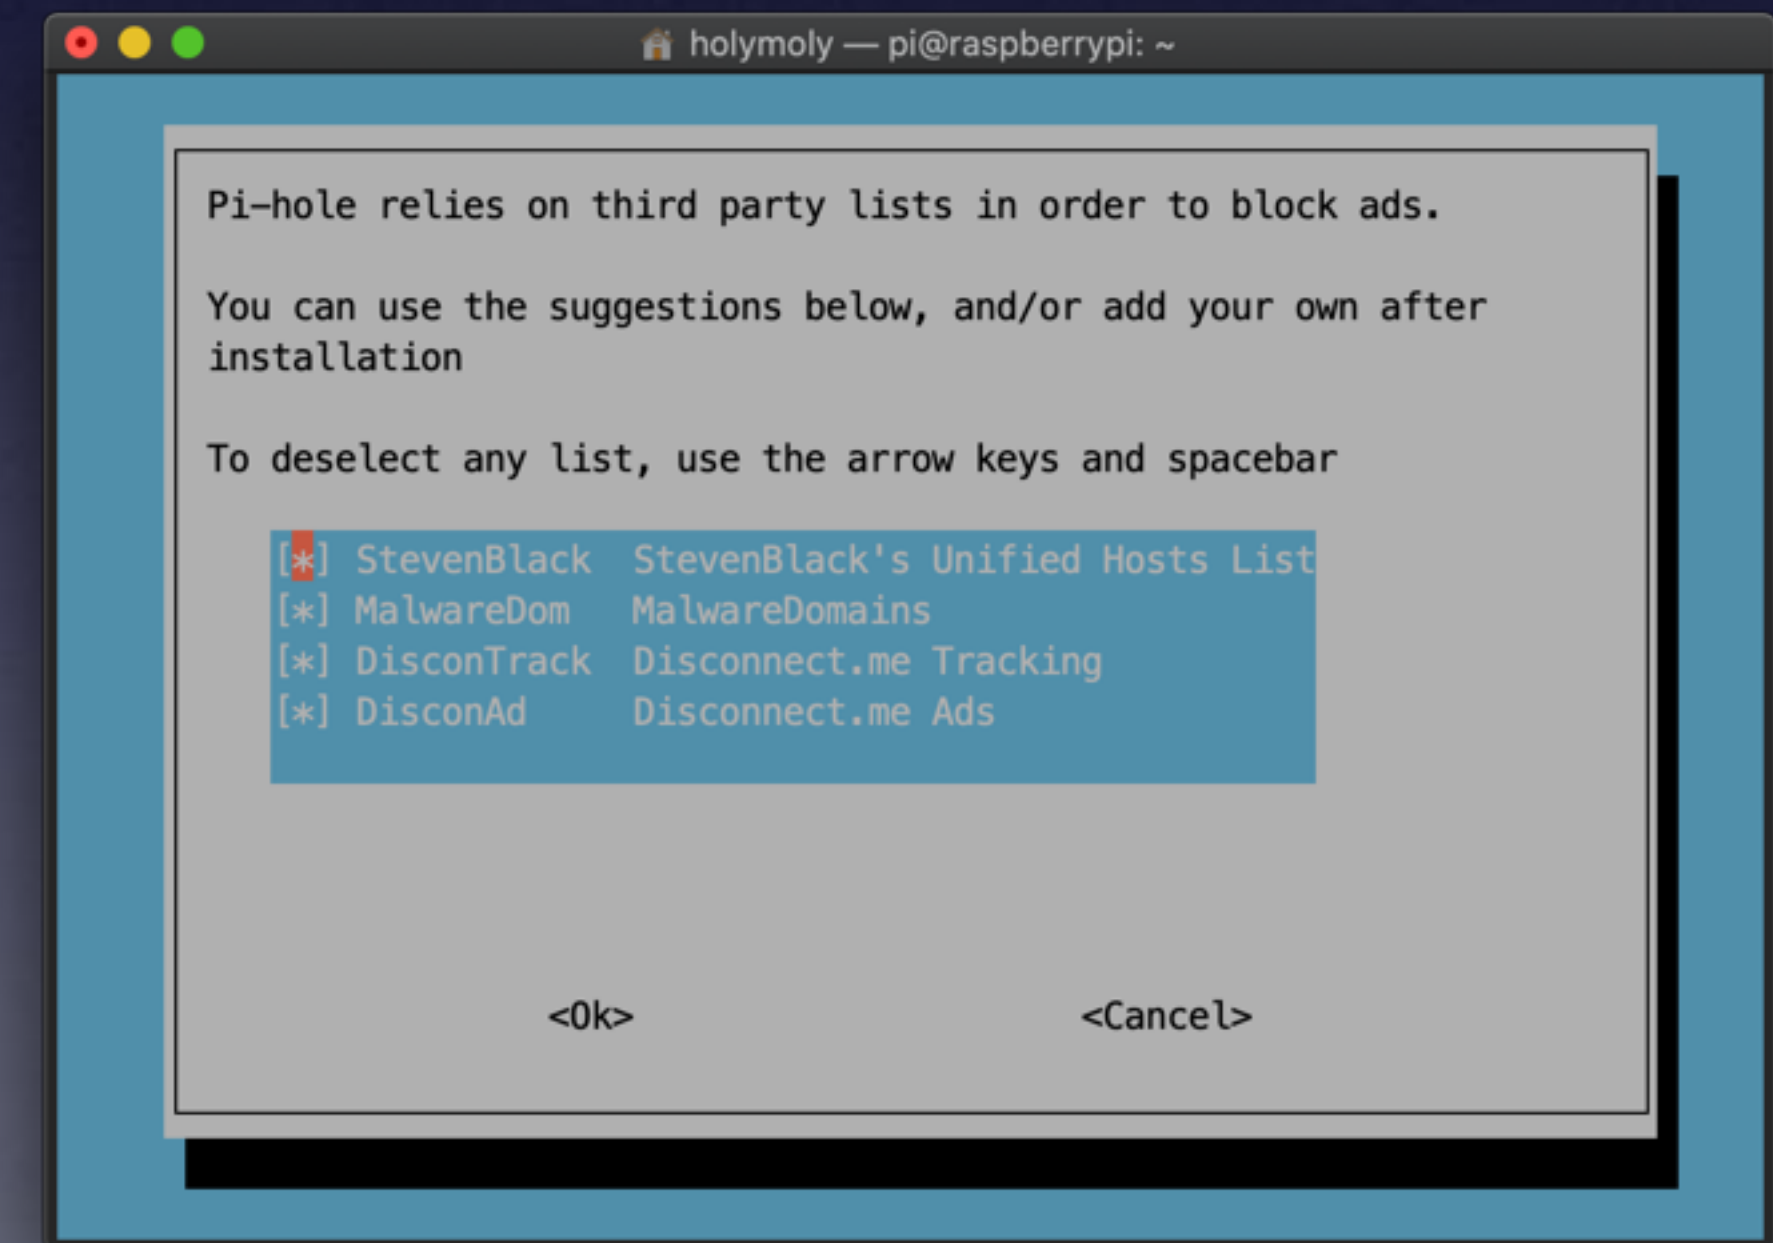 holymoly — pi@raspberrypi: ~
Pi-hole relies on third party lists in order to block ads.
You can use the suggestions below, and/or add your own after
installation
To deselect any list, use the arrow keys and spacebar
[*] StevenBlack  StevenBlack's Unified Hosts List
[*] MalwareDom   MalwareDomains
[*] DisconTrack  Disconnect.me Tracking
[*] DisconAd     Disconnect.me Ads
<Ok>                     <Cancel>